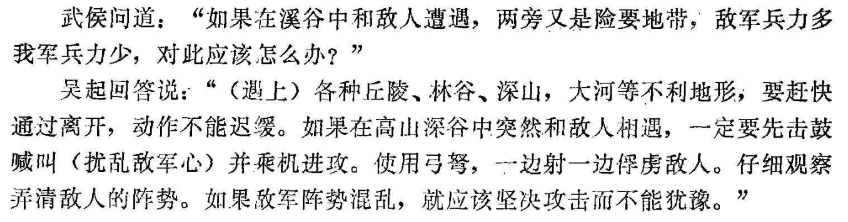 武侯问道：“如果在溪谷中和敌人遭遇，两旁又是险要地带，敌军兵力多
我军兵力少，对此应该怎么办？”
吴起回答说：“（遇上）各种丘陵、林谷、深山，大河等不利地形，要赶快
通过离开，动作不能迟缓。如果在高山深谷中突然和敌人相遇，一定要先击鼓
喊叫（扰乱敌军心）并乘机进攻。使用弓弩，一边射一边俘虏敌人。仔细观察
弄清敌人的阵势。如果敌军阵势混乱，就应该坚决攻击而不能犹豫。”